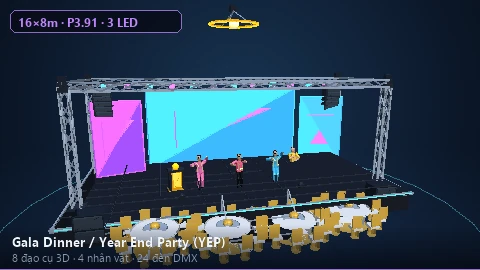 16×8m · P3.91 · 3 LED
Gala Dinner / Year End Party (YEP)
8 đạo cụ 3D · 4 nhân vật · 24 đèn DMX